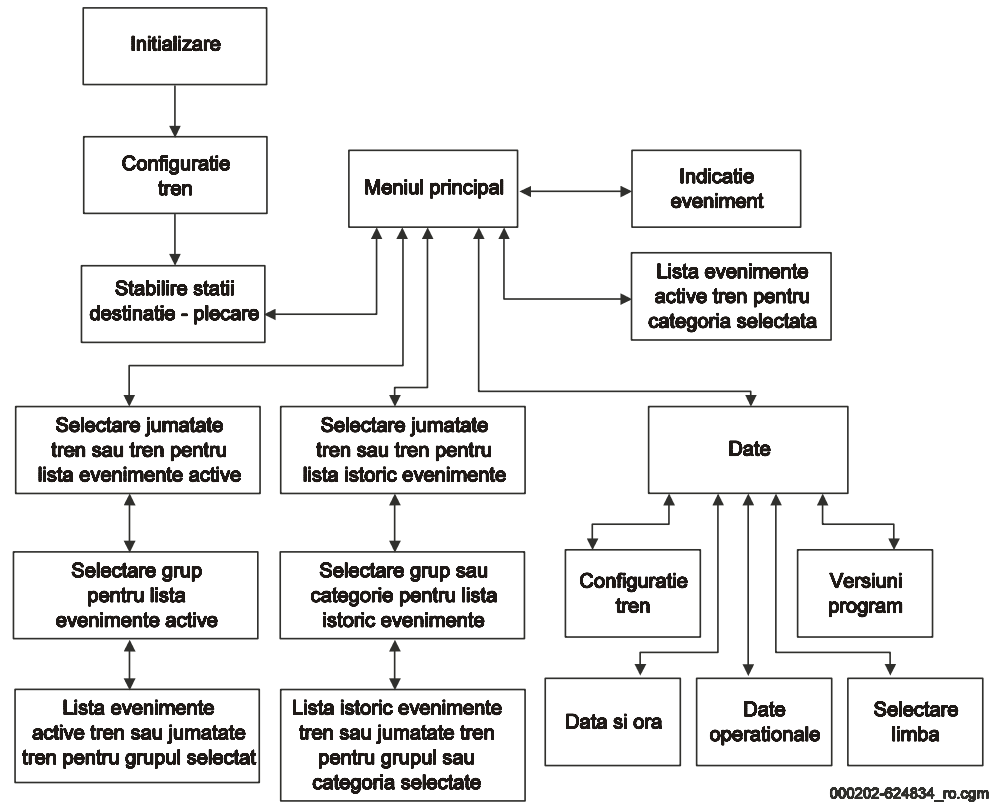 Initializare
Configuratie
tren
Meniul principal
Indicatie
eveniment
Stabilire statii
destinatie - plecare
Lista evenimente
active tren pentru
categoria selectata
Selectare jumatate
tren sau tren pentru
lista evenimente active
Selectare jumatate
tren sau tren pentru
lista istoric evenimente
Date
Selectare grup
pentru lista
evenimente active
Selectare grup sau
categorie pentru lista
istoric evenimente
Configuratie
tren
Versiuni
program
Lista evenimente
active tren sau jumatate
tren pentru grupul selectat
Lista istoric evenimente
tren sau jumatate tren
pentru grupul sau
categoria selectate
Data si ora
Date
operationale
Selectare
limba
000202-624834_ro.cgm